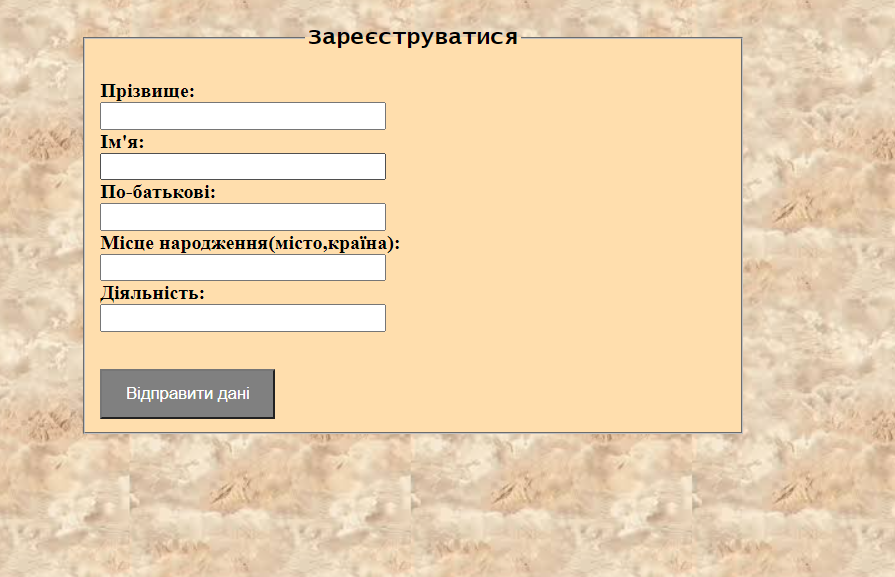 Зареєструватися
Прізвище:
Ім'я:
По-батькові:
Місце народження(місто,країна):
Діяльність:
Відправити дані